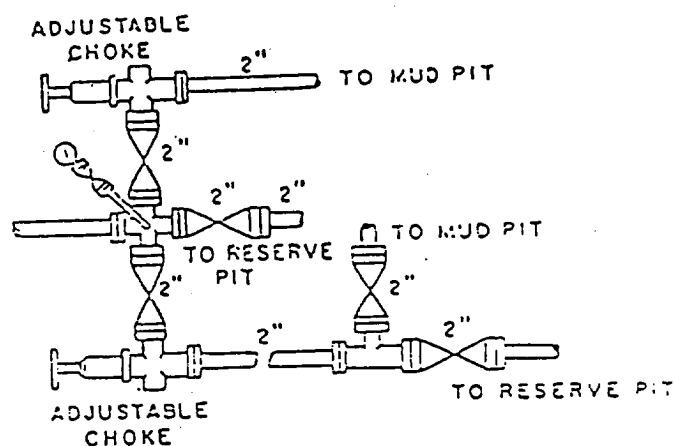 ADJUSTABLE
CHOKE
2"
TO MUD PIT
2"
2"
2"
TO RESERVE
PIT
TO MUD PIT
2"
2"
2"
2"
TO RESERVE PIT
ADJUSTABLE
CHOKE